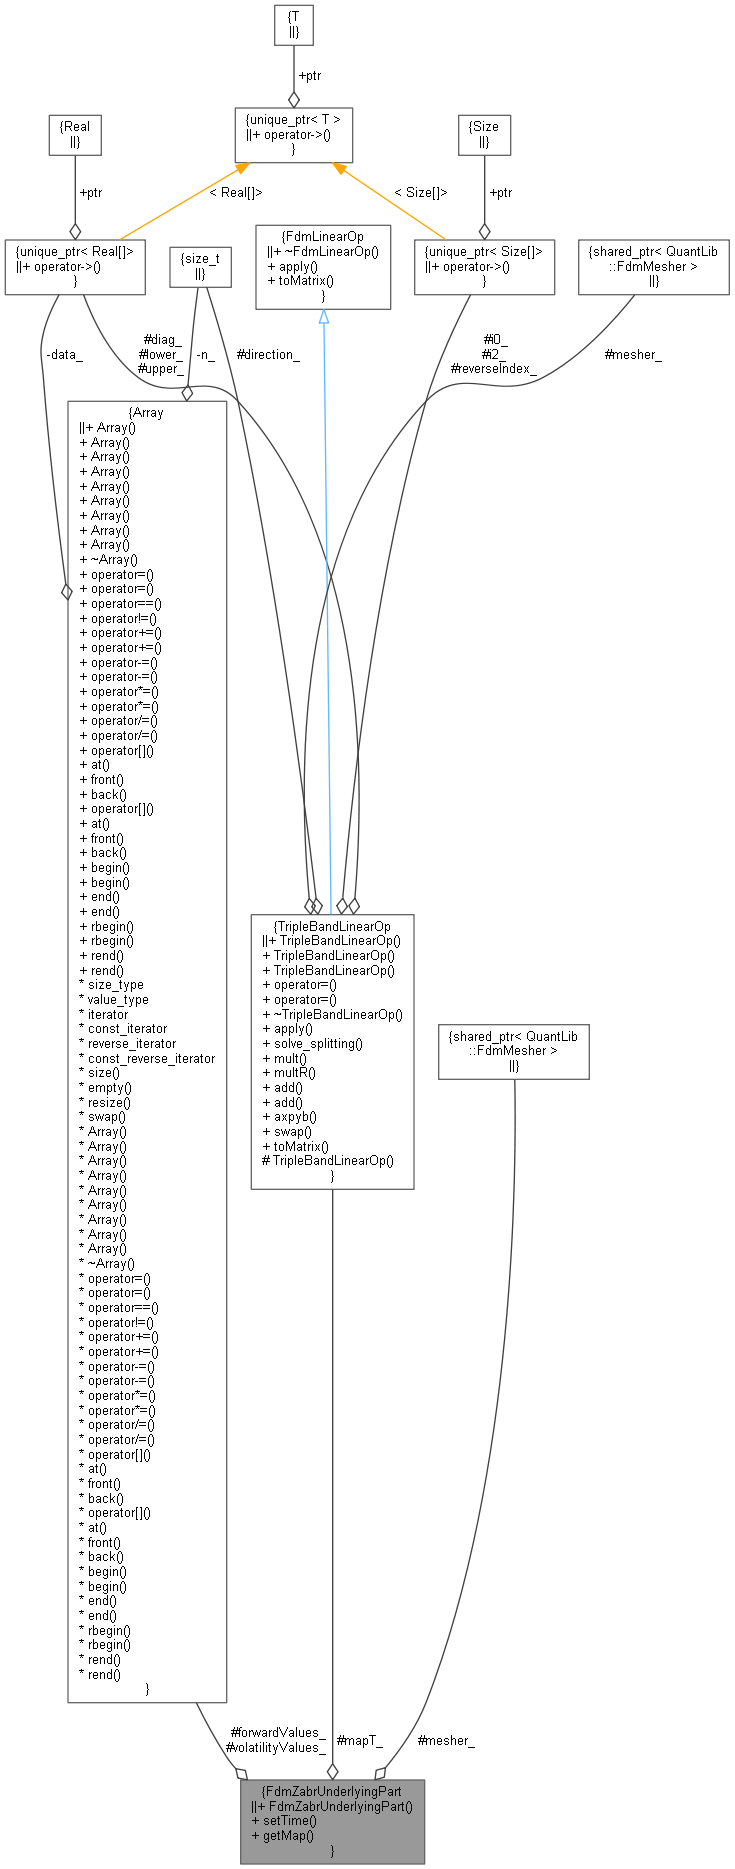 {T
||}
+ptr
{Real
||}
{unique_ptr< T >
||+ operator->()
}
{Size
||}
+ptr
< Real[]>
< Size[]>
+ptr
{unique_ptr< Real[]>
||+ operator->()
}
{size_t
||}
{FdmLinearOp
||+ ~FdmLinearOp()
+ apply()
+ toMatrix()
}
{unique_ptr< Size[]>
||+ operator->()
}
{shared_ptr< QuantLib
::FdmMesher >
||}
-data_
#diag_
#lower_
#upper_
-n_
#direction_
#i0_
#i2_
#reverseIndex_
#mesher_
{Array
||+ Array()
+ Array()
+ Array()
+ Array()
+ Array()
+ Array()
+ Array()
+ Array()
+ Array()
+ ~Array()
+ operator=()
+ operator=()
+ operator==()
+ operator!=()
+ operator+=()
+ operator+=()
+ operator-=()
+ operator-=()
+ operator*=()
+ operator*=()
+ operator/=()
+ operator/=()
+ operator[]()
+ at()
+ front()
+ back()
+ operator[]()
+ at()
+ front()
+ back()
+ begin()
+ begin()
+ end()
+ end()
+ rbegin()
+ rbegin()
+ rend()
+ rend()
* size_type
* value_type
* iterator
* const_iterator
* reverse_iterator
* const_reverse_iterator
* size()
* empty()
* resize()
* swap()
* Array()
* Array()
* Array()
* Array()
* Array()
* Array()
* Array()
* Array()
* Array()
* ~Array()
* operator=()
* operator=()
* operator==()
* operator!=()
* operator+=()
* operator+=()
* operator-=()
* operator-=()
* operator*=()
* operator*=()
* operator/=()
* operator/=()
* operator[]()
* at()
* front()
* back()
* operator[]()
* at()
* front()
* back()
* begin()
* begin()
* end()
* end()
* rbegin()
* rbegin()
* rend()
* rend()
}
{TripleBandLinearOp
||+ TripleBandLinearOp()
+ TripleBandLinearOp()
+ TripleBandLinearOp()
+ operator=()
+ operator=()
+ ~TripleBandLinearOp()
+ apply()
+ solve_splitting()
+ mult()
+ multR()
+ add()
+ add()
+ axpyb()
+ swap()
+ toMatrix()
# TripleBandLinearOp()
}
{shared_ptr< QuantLib
::FdmMesher >
||}
#forwardValues_
#volatilityValues_
#mapT_
#mesher_
{FdmZabrUnderlyingPart
||+ FdmZabrUnderlyingPart()
+ setTime()
+ getMap()
}